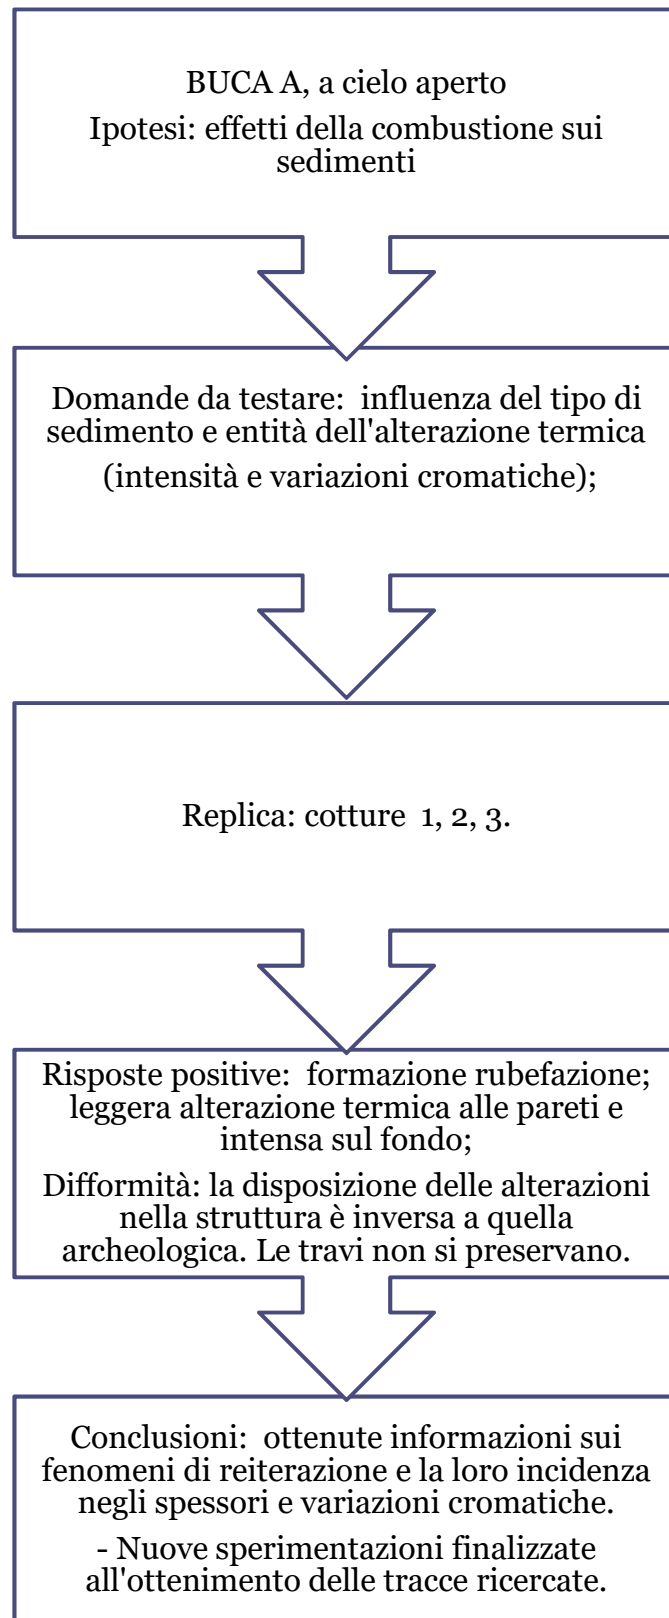 BUCA A, a cielo aperto
Ipotesi: effetti della combustione sui
sedimenti
Domande da testare: influenza del tipo di
sedimento e entità dell'alterazione termica
(intensità e variazioni cromatiche);
Replica: cotture 1, 2, 3.
Risposte positive: formazione rubefazione;
leggera alterazione termica alle pareti e
intensa sul fondo;
Difformità: la disposizione delle alterazioni
nella struttura è inversa a quella
archeologica. Le travi non si preservano.
Conclusioni: ottenute informazioni sui
fenomeni di reiterazione e la loro incidenza
negli spessori e variazioni cromatiche.
- Nuove sperimentazioni finalizzate
all'ottenimento delle tracce ricercate.